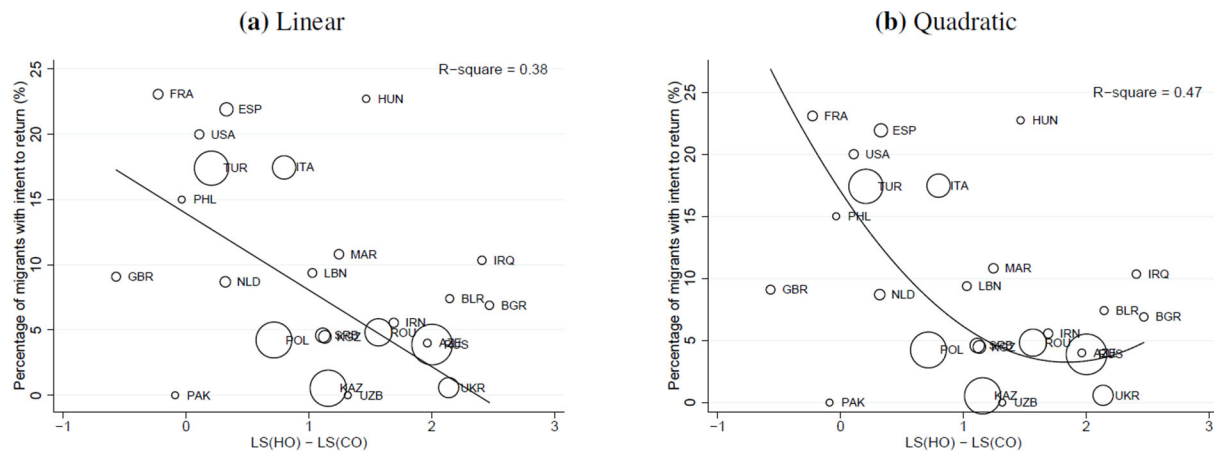 (a) Linear
Percentage of migrants with intent to return (%)
25
20
15
10
5
0
R-square = 0.38
FRA
HUN
ESP
USA
TUR
ITA
PHL
MAR
IRQ
GBR
LBN
NLD
BLR
BGR
IRN
SRB
KGZ
ROU
POL
AZE
RUS
KAZ
UKR
PAK
UZB
−1
0
1
2
3
LS(HO) − LS(CO)
(b) Quadratic
Percentage of migrants with intent to return (%)
25
20
15
10
5
0
R-square = 0.47
FRA
HUN
ESP
USA
TUR
ITA
PHL
MAR
IRQ
GBR
LBN
NLD
BLR
BGR
IRN
SRB
KGZ
ROU
POL
AZE
RUS
KAZ
UKR
PAK
UZB
−1
0
1
2
3
LS(HO) − LS(CO)